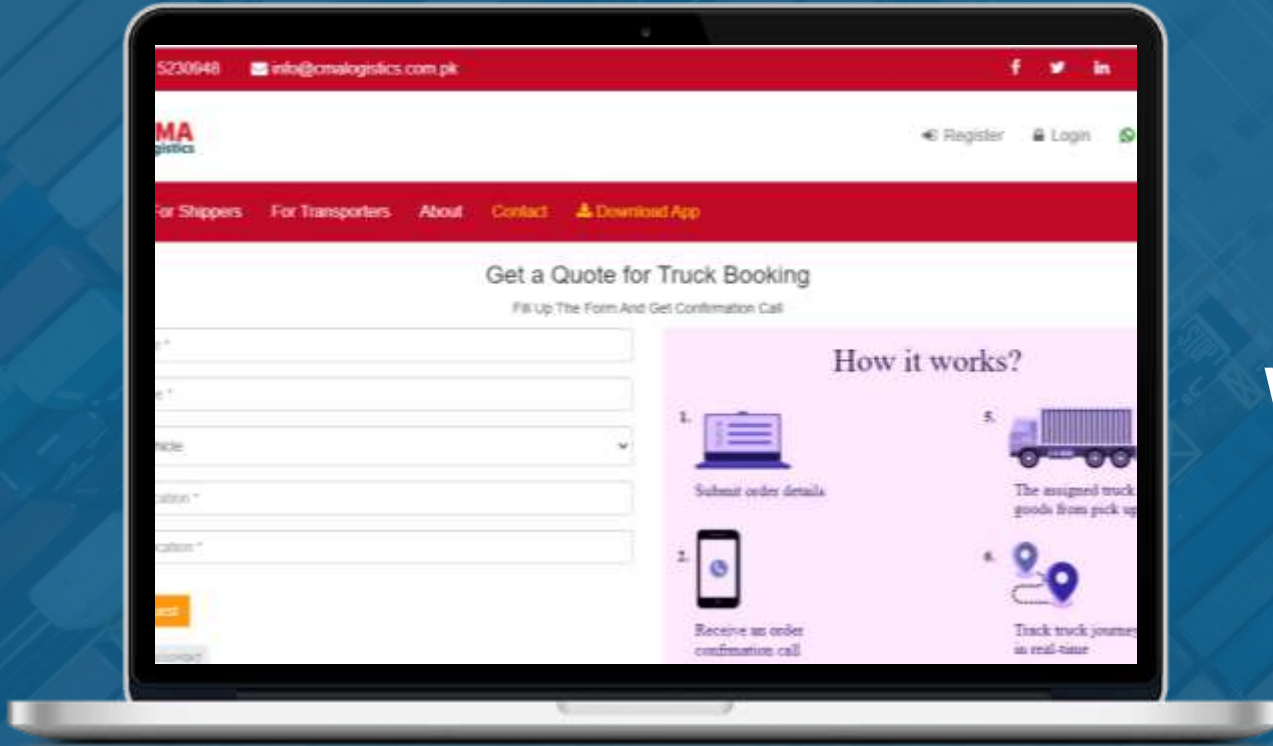 5230948 info@cmalogistics.com.pk
MA
gistics
Register Login
For Shippers For Transporters About Contact Download App
Get a Quote for Truck Booking
Fill Up The Form And Get Confirmation Call
How it works?
1.
Submit order details
5.
The assigned truck
goods from pick up
2.
Receive an order
confirmation call
6.
Track truck journey
in real-time